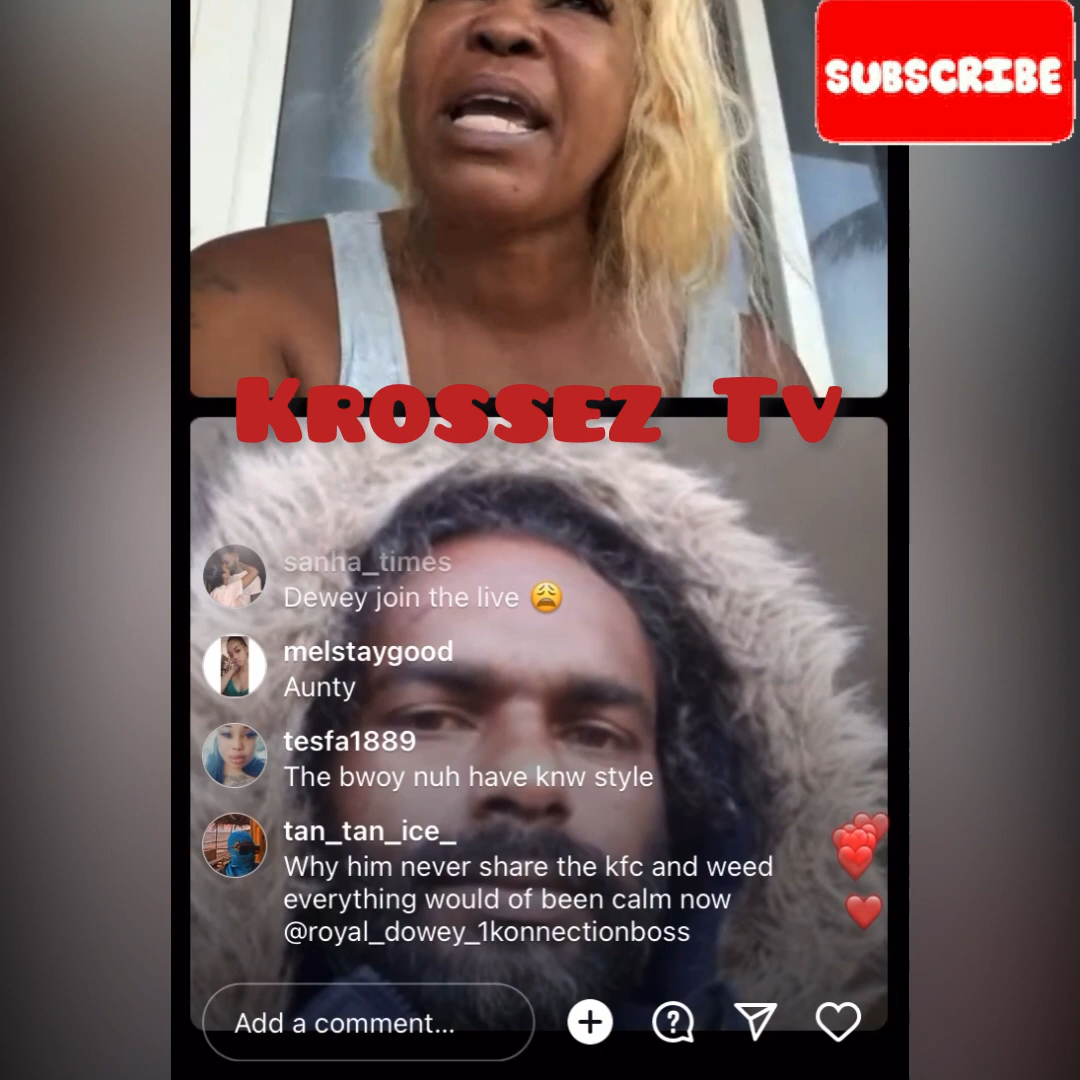 SUBSCRIBE
KROSSEZ TV
sanha_times
Dewey join the live 😩
melstaygood
Aunty
tesfa1889
The bwoy nuh have knw style
tan_tan_ice_
Why him never share the kfc and weed
everything would of been calm now
@royal_dowey_1konnectionboss
Add a comment...